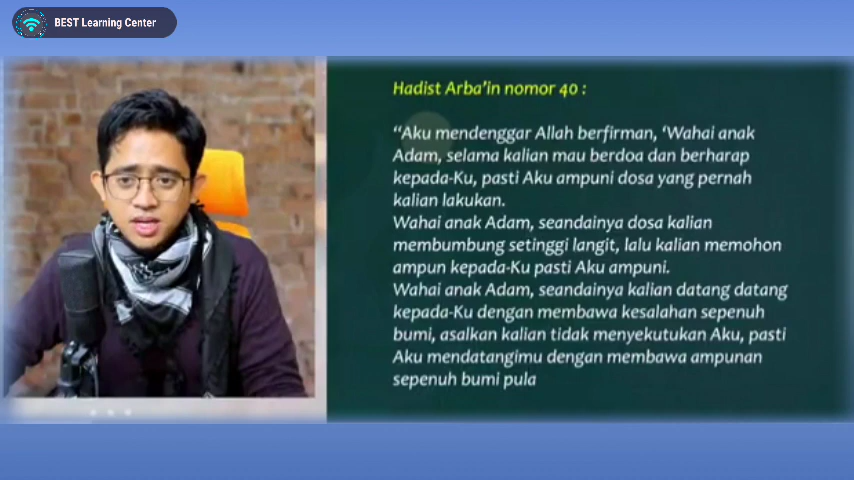 BEST Learning Center
Hadist Arba'in nomor 40 :
“Aku mendenggar Allah berfirman, ‘Wahai anak
Adam, selama kalian mau berdoa dan berharap
kepada-Ku, pasti Aku ampuni dosa yang pernah
kalian lakukan.
Wahai anak Adam, seandainya dosa kalian
membumbung setinggi langit, lalu kalian memohon
ampun kepada-Ku pasti Aku ampuni.
Wahai anak Adam, seandainya kalian datang datang
kepada-Ku dengan membawa kesalahan sepenuh
bumi, asalkan kalian tidak menyekutukan Aku, pasti
Aku mendatangimu dengan membawa ampunan
sepenuh bumi pula